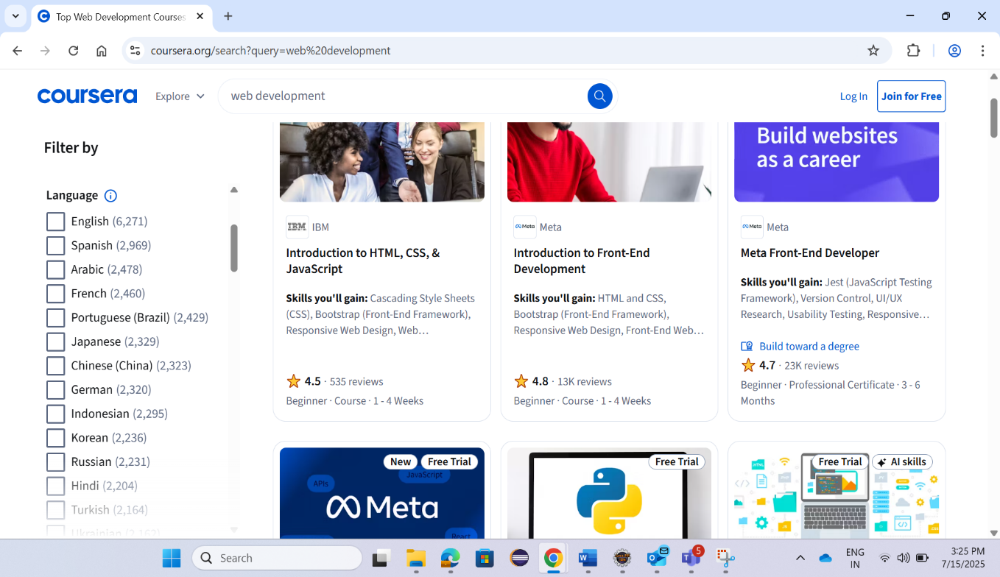 Top Web Development Courses
coursera.org/search?query=web%20development
coursera
Explore
web development
Log In
Join for Free
Filter by
Language
English (6,271)
Spanish (2,969)
Arabic (2,478)
French (2,460)
Portuguese (Brazil) (2,429)
Japanese (2,329)
Chinese (China) (2,323)
German (2,320)
Indonesian (2,295)
Korean (2,236)
Russian (2,231)
Hindi (2,204)
Turkish (2,164)
Ukrainian (2,162)
IBM
IBM
Introduction to HTML, CSS, &
JavaScript
Skills you'll gain: Cascading Style Sheets
(CSS), Bootstrap (Front-End Framework),
Responsive Web Design, Web…
4.5 · 535 reviews
Beginner · Course · 1 - 4 Weeks
Meta
Meta
Introduction to Front-End
Development
Skills you'll gain: HTML and CSS,
Bootstrap (Front-End Framework),
Responsive Web Design, Front-End Web…
4.8 · 13K reviews
Beginner · Course · 1 - 4 Weeks
Build websites
as a career
Meta
Meta
Meta Front-End Developer
Skills you'll gain: Jest (JavaScript Testing
Framework), Version Control, UI/UX
Research, Usability Testing, Responsive…
Build toward a degree
4.7 · 23K reviews
Beginner · Professional Certificate · 3 - 6
Months
New
Free Trial
JavaScript
APIs
Meta
React
Free Trial
Free Trial
AI skills
HTML
Search
5
ENG
IN
3:25 PM
7/15/2025